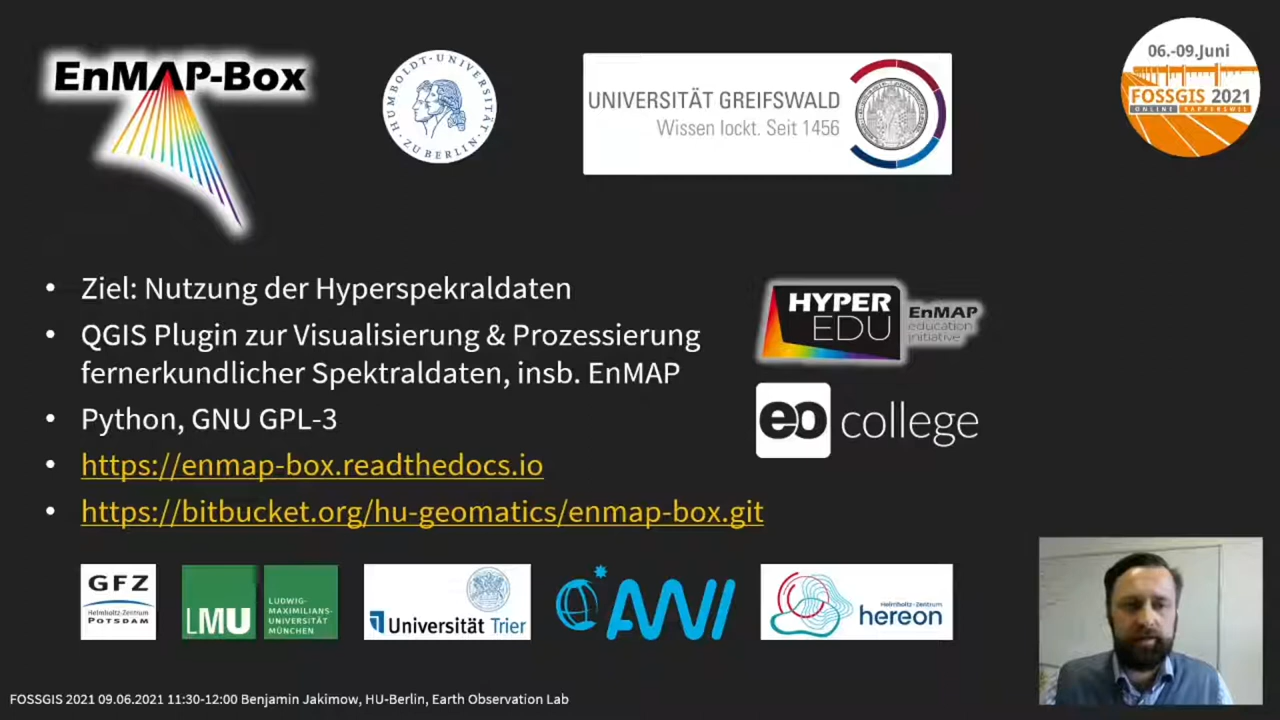 EnMAP-Box
HUMBOLDT-UNIVERSITÄT ZU BERLIN
UNIVERSITÄT GREIFSWALD
Wissen lockt. Seit 1456
06.-09.Juni
FOSSGIS 2021
ONLINE RAPPERSWIL
• Ziel: Nutzung der Hyperspekraldaten
• QGIS Plugin zur Visualisierung & Prozessierung
fernerkundlicher Spektraldaten, insb. EnMAP
• Python, GNU GPL-3
• https://enmap-box.readthedocs.io
• https://bitbucket.org/hu-geomatics/enmap-box.git
HYPER
EDU
EnMAP
education
initiative
eo college
GFZ
Helmholtz-Zentrum
POTSDAM
LMU
LUDWIG-
MAXIMILIANS-
UNIVERSITÄT
MÜNCHEN
Universität Trier
AWI
Helmholtz-Zentrum
hereon
FOSSGIS 2021 09.06.2021 11:30-12:00 Benjamin Jakimow, HU-Berlin, Earth Observation Lab